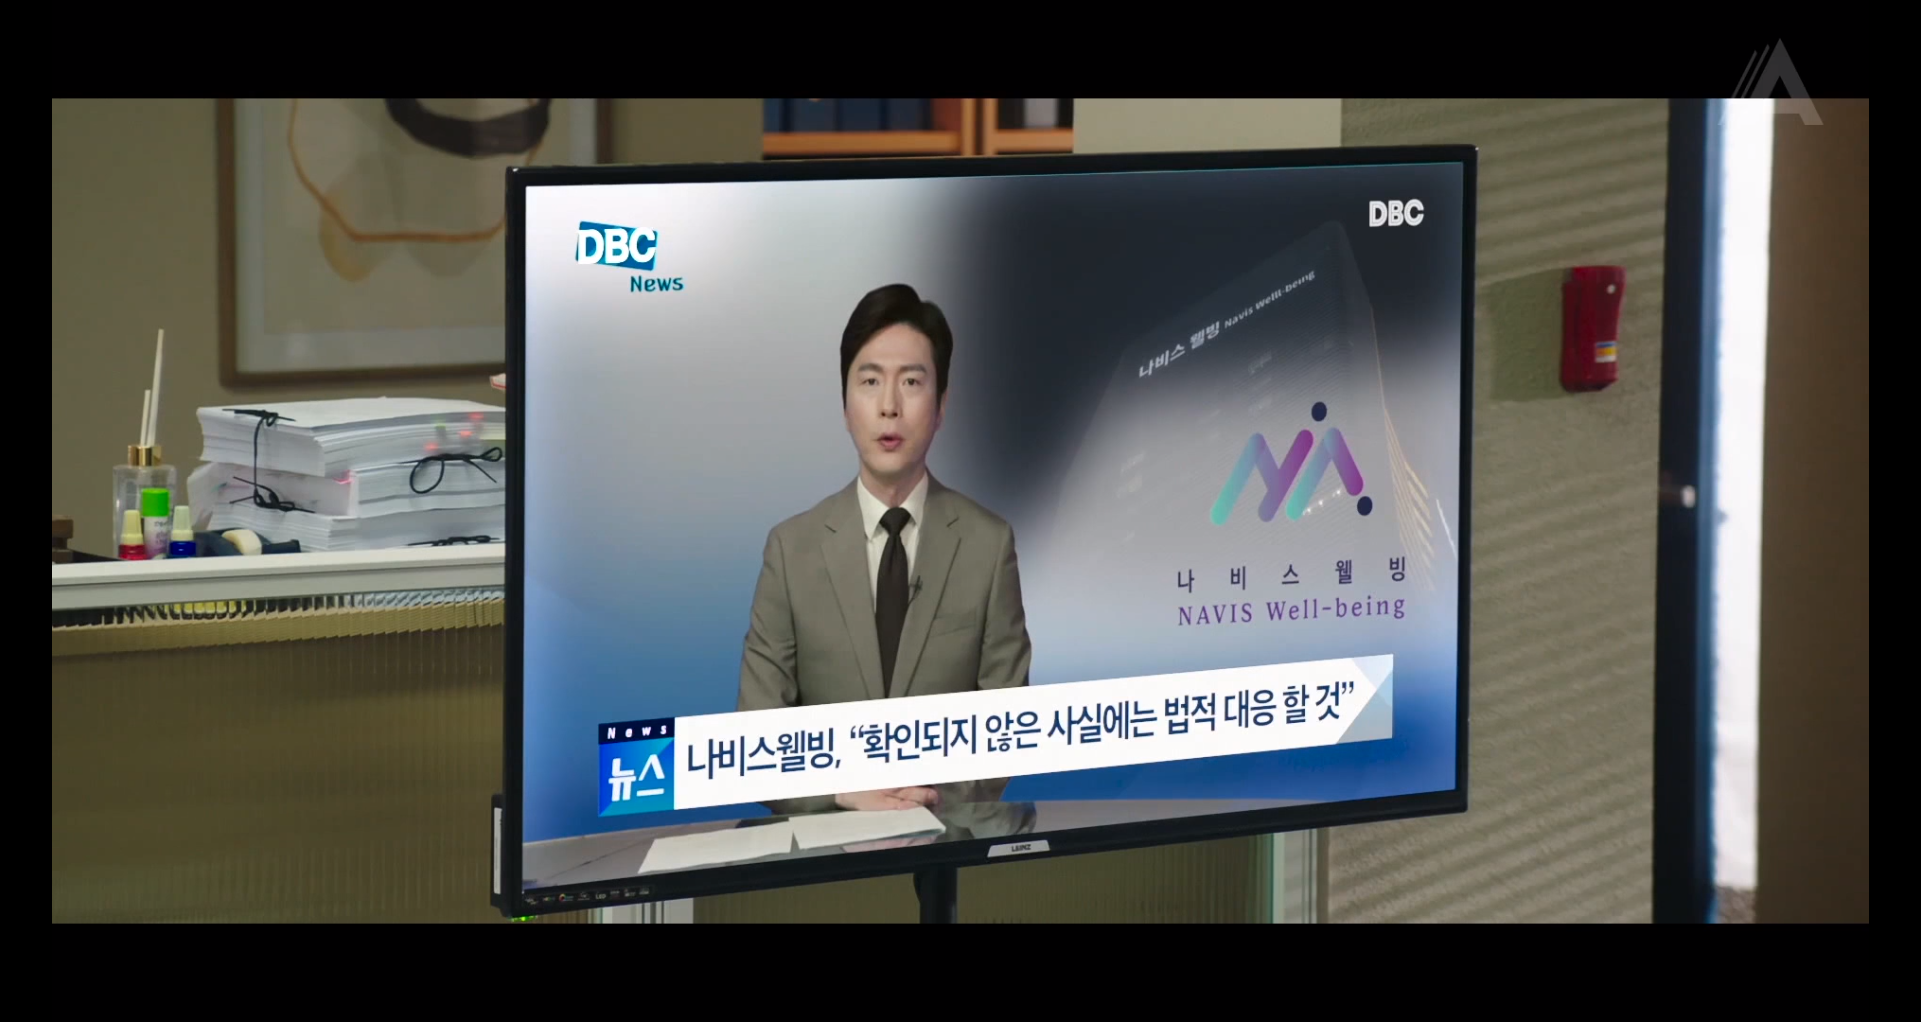 DBC
News
DBC
나비스 웰빙 Navis Welll-being
나비스웰빙
NAVIS Well-being
News
뉴스
나비스웰빙, “확인되지 않은 사실에는 법적 대응 할 것”